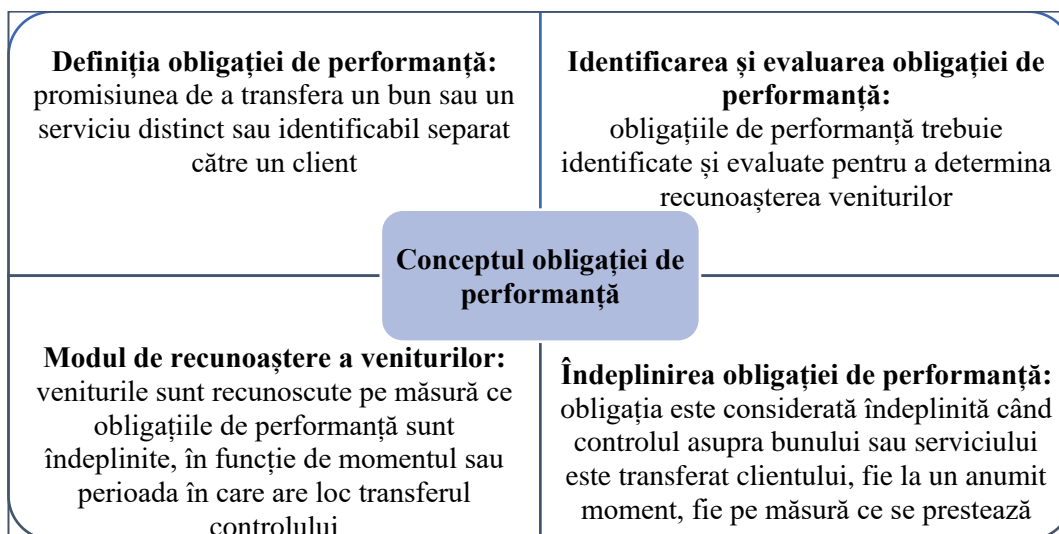 Definiția obligației de performanță:
promisiunea de a transfera un bun sau un
serviciu distinct sau identificabil separat
către un client
Identificarea și evaluarea obligației de
performanță:
obligațiile de performanță trebuie
identificate și evaluate pentru a determina
recunoașterea veniturilor
Conceptul obligației de
performanță
Modul de recunoaștere a veniturilor:
veniturile sunt recunoscute pe măsură ce
obligațiile de performanță sunt
îndeplinite, în funcție de momentul sau
perioada în care are loc transferul
controlului
Îndeplinirea obligației de performanță:
obligația este considerată îndeplinită când
controlul asupra bunului sau serviciului
este transferat clientului, fie la un anumit
moment, fie pe măsură ce se prestează